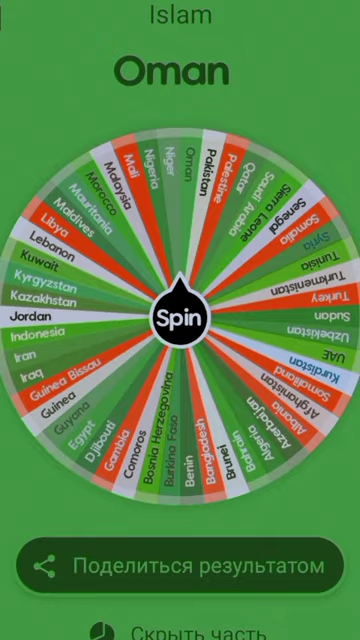 Islam
Oman
Oman
Pakistan
Palestine
Qatar
Saudi Arabia
Sierra Leone
Senegal
Somalia
Syria
Tunisia
Turkmenistan
Turkey
Sudan
Uzbekistan
UAE
Kurdistan
Somaliland
Afghanistan
Albania
Azerbaijan
Algeria
Bahrain
Brunei
Bangladesh
Benin
Burkina Faso
Bosnia Herzegovina
Comoros
Gambia
Djibouti
Egypt
Guyana
Guinea
Guinea Bissau
Iraq
Iran
Indonesia
Jordan
Kazakhstan
Kyrgyzstan
Kuwait
Lebanon
Libya
Maldives
Mauritania
Morocco
Malaysia
Mali
Nigeria
Niger
Spin
Поделиться результатом
Скрыть часть